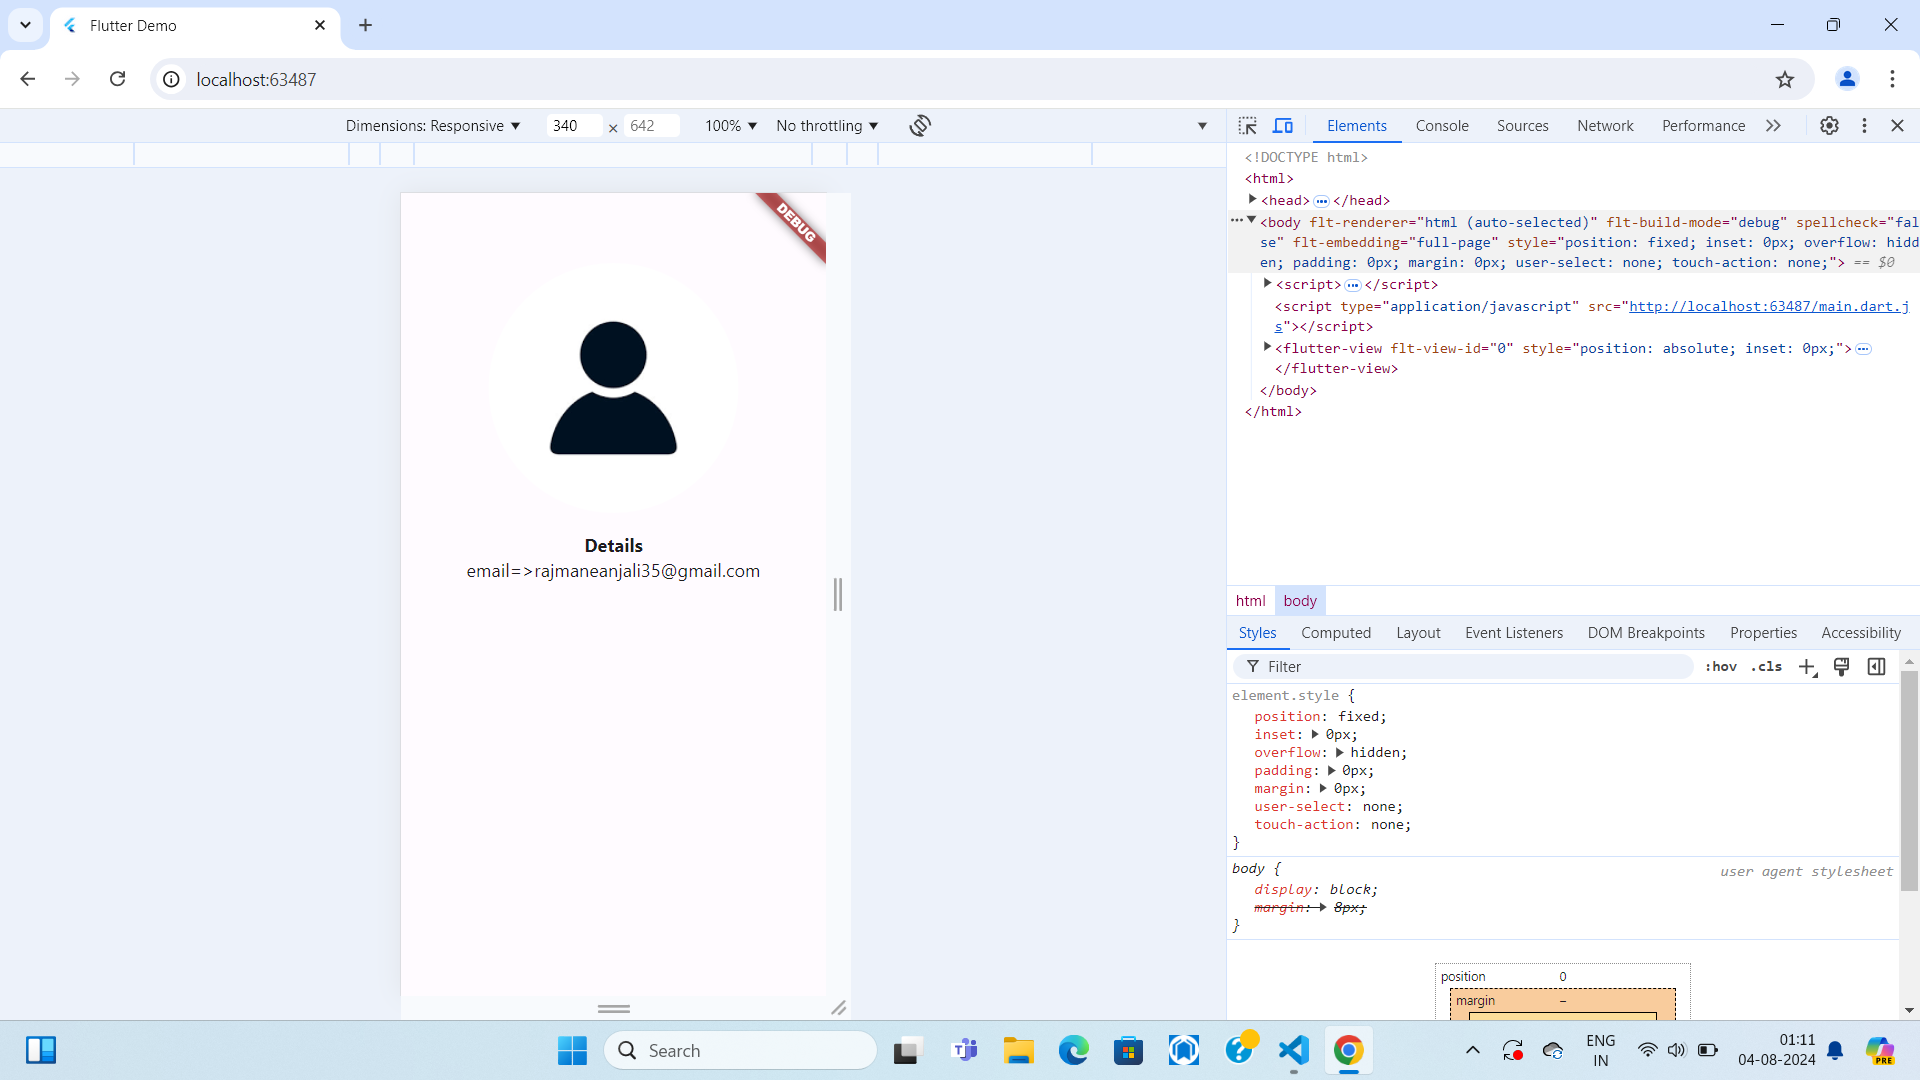 Flutter Demo
localhost:63487
Dimensions: Responsive
340 × 642
100%
No throttling
Elements
Console
Sources
Network
Performance
DEBUG
Details
email=>rajmaneanjali35@gmail.com
<!DOCTYPE html>
<html>
<head> </head>
<body flt-renderer="html (auto-selected)" flt-build-mode="debug" spellcheck="fal
se" flt-embedding="full-page" style="position: fixed; inset: 0px; overflow: hidd
en; padding: 0px; margin: 0px; user-select: none; touch-action: none;"> == $0
<script> </script>
<script type="application/javascript" src="http://localhost:63487/main.dart.j
s"></script>
<flutter-view flt-view-id="0" style="position: absolute; inset: 0px;">
</flutter-view>
</body>
</html>
html body
Styles
Computed
Layout
Event Listeners
DOM Breakpoints
Properties
Accessibility
Filter
:hov .cls
element.style {
position: fixed;
inset: 0px;
overflow: hidden;
padding: 0px;
margin: 0px;
user-select: none;
touch-action: none;
}
body {
user agent stylesheet
display: block;
margin: 8px;
}
position 0
margin –
Search
ENG
IN
01:11
04-08-2024
PRE